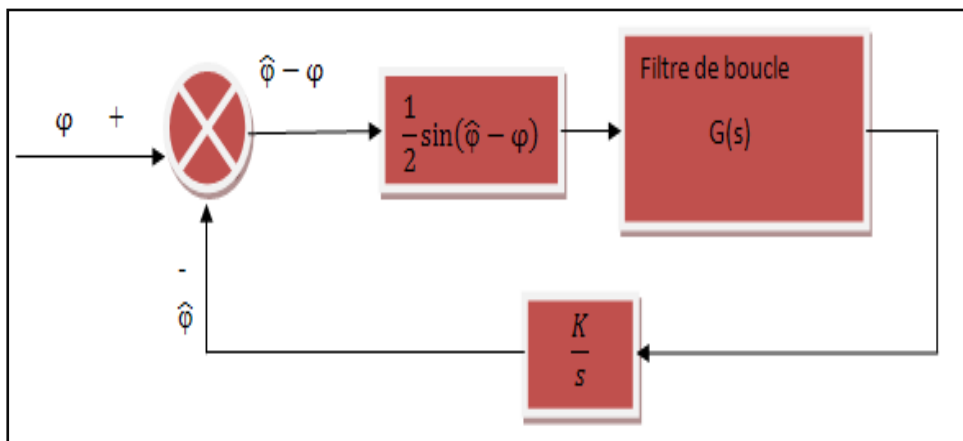 φ +
φ̂ − φ
1/2 sin(φ̂ − φ)
Filtre de boucle
G(s)
-
φ̂
K/s